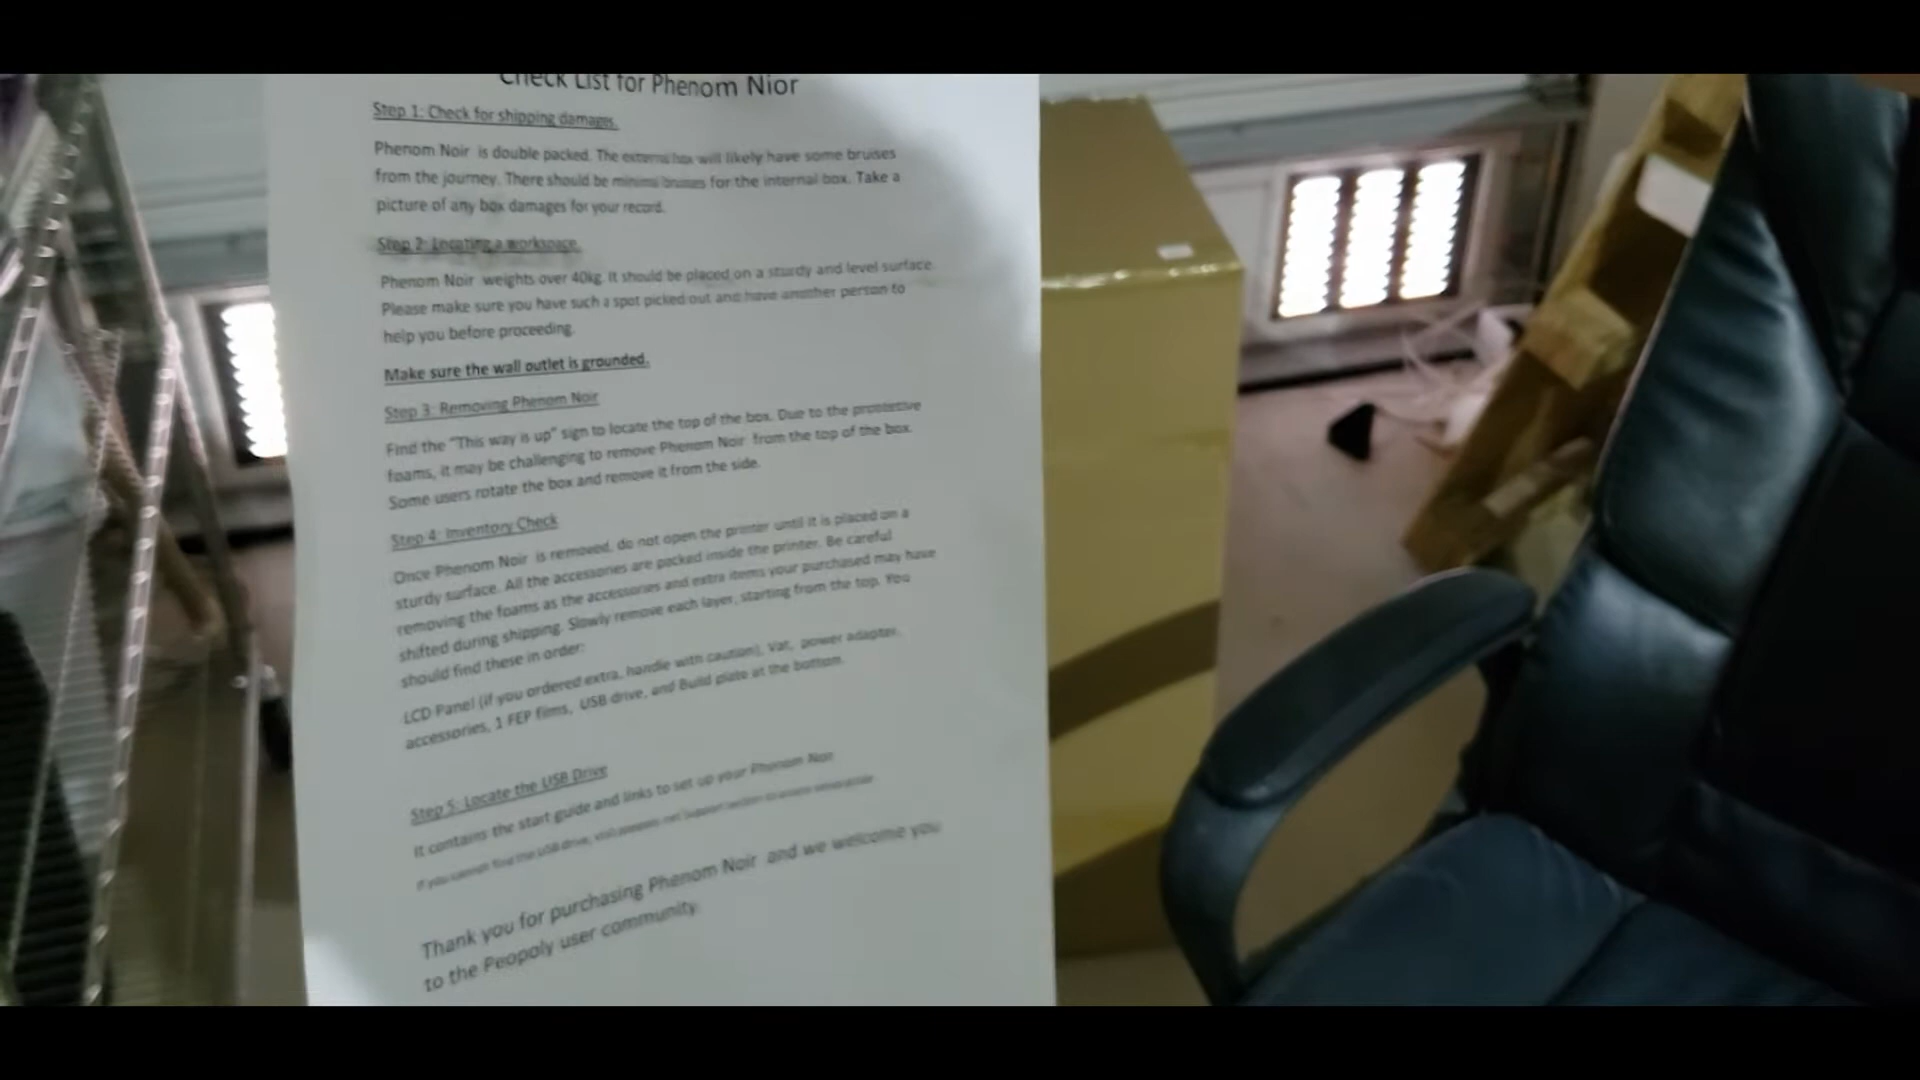 Check List for Phenom Nior
Step 1: Check for shipping damages.
Phenom Noir is double packed. The external box will likely have some bruises
from the journey. There should be minimal bruises for the internal box. Take a
picture of any box damages for your record.
Step 2: Locating a workspace.
Phenom Noir weights over 40kg. It should be placed on a sturdy and level surface.
Please make sure you have such a spot picked out and have another person to
help you before proceeding.
Make sure the wall outlet is grounded.
Step 3: Removing Phenom Noir
Find the "This way is up" sign to locate the top of the box. Due to the protective
foams, it may be challenging to remove Phenom Noir from the top of the box.
Some users rotate the box and remove it from the side.
Step 4: Inventory Check
Once Phenom Noir is removed, do not open the printer until it is placed on a
sturdy surface. All the accessories are packed inside the printer. Be careful
removing the foams as the accessories and extra items your purchased may have
shifted during shipping. Slowly remove each layer, starting from the top. You
should find these in order:
LCD Panel (if you ordered extra, handle with caution), Vat, power adapter,
accessories, 1 FEP films, USB drive, and Build plate at the bottom.
Step 5: Locate the USB Drive
It contains the start guide and links to set up your Phenom Noir
If you cannot find the USB drive, visit peopoly.net support section to
Thank you for purchasing Phenom Noir and we welcome you
to the Peopoly user community.